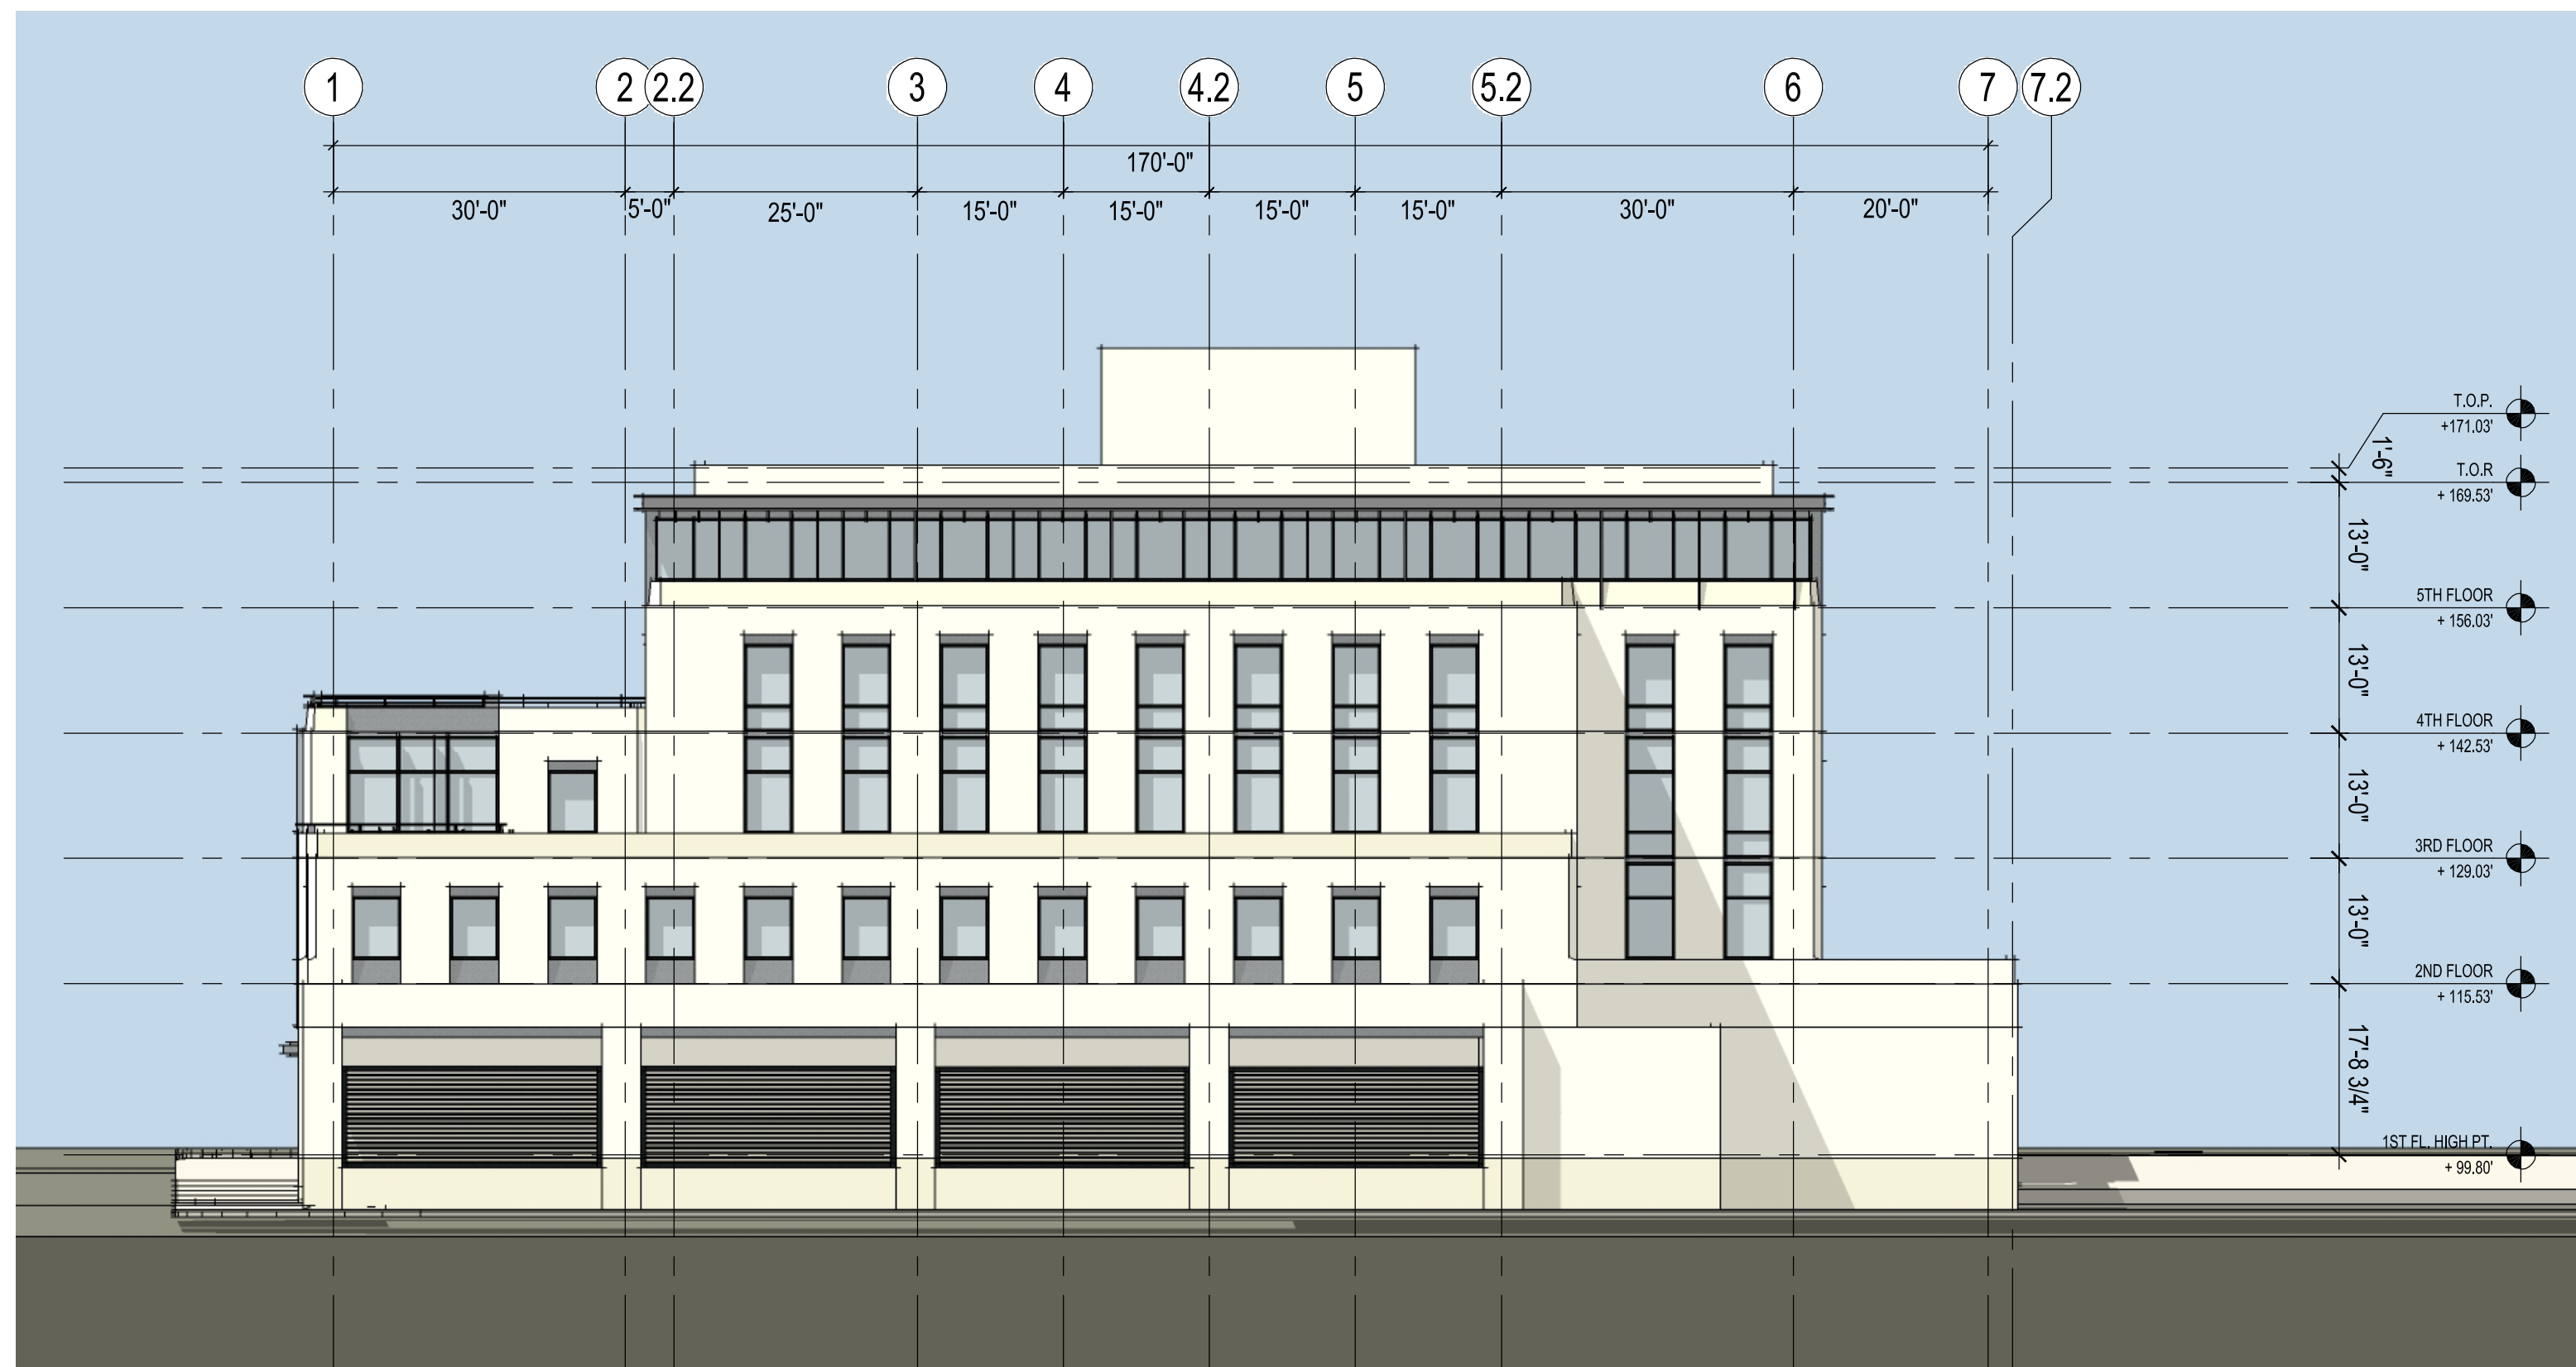 1 2 2.2 3 4 4.2 5 5.2 6 7 7.2
170'-0"
30'-0" 5'-0" 25'-0" 15'-0" 15'-0" 15'-0" 15'-0" 30'-0" 20'-0"
T.O.P.
+171.03'
1'-6"
T.O.R
+ 169.53'
13'-0"
5TH FLOOR
+ 156.03'
13'-0"
4TH FLOOR
+ 142.53'
13'-0"
3RD FLOOR
+ 129.03'
13'-0"
2ND FLOOR
+ 115.53'
17'-8 3/4"
1ST FL. HIGH PT.
+ 99.80'